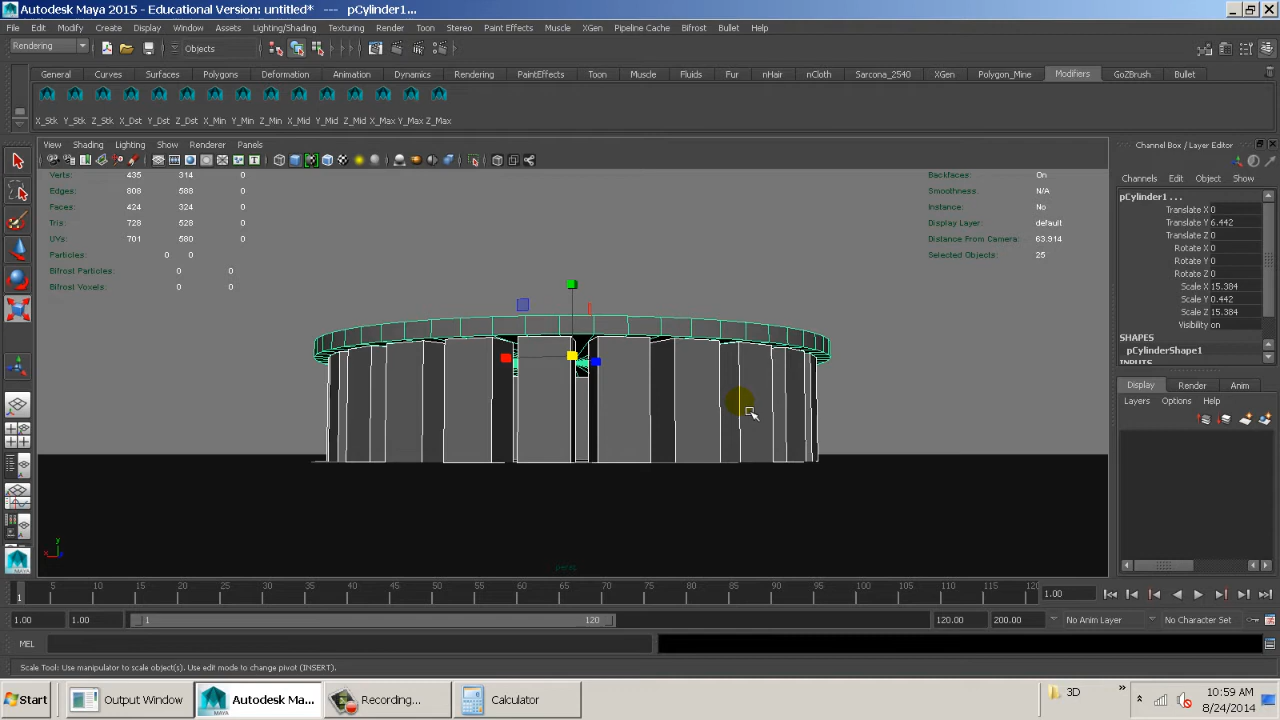 Autodesk Maya 2015 - Educational Version: untitled* --- pCylinder1...
File Edit Modify Create Display Window Assets Lighting/Shading Texturing Render Toon Stereo Paint Effects Muscle XGen Pipeline Cache Bifrost Bullet Help
Rendering Objects
General Curves Surfaces Polygons Deformation Animation Dynamics Rendering PaintEffects Toon Muscle Fluids Fur nHair nCloth Sarcona_2540 XGen Polygon_Mine Modifiers GoZBrush Bullet
X_Stk Y_Stk Z_Stk X_Dst Y_Dst Z_Dst X_Min Y_Min Z_Min X_Mid Y_Mid Z_Mid X_Max Y_Max Z_Max
View Shading Lighting Show Renderer Panels
Channel Box / Layer Editor
Verts: 435 314 0
Edges: 808 588 0
Faces: 424 324 0
Tris: 728 528 0
UVs: 701 580 0
Particles: 0 0
Bifrost Particles: 0 0
Bifrost Voxels: 0 0
Backfaces: On
Smoothness: N/A
Instance: No
Display Layer: default
Distance From Camera: 63.914
Selected Objects: 25
Channels Edit Object Show
pCylinder1 ...
Translate X 0
Translate Y 6.442
Translate Z 0
Rotate X 0
Rotate Y 0
Rotate Z 0
Scale X 15.384
Scale Y 0.442
Scale Z 15.384
Visibility on
SHAPES
pCylinderShape1
INPUTS
Display Render Anim
Layers Options Help
y
x z
persp
1 5 10 15 20 25 30 35 40 45 50 55 60 65 70 75 80 85 90 95 100 105 110 115 120 1.00
1.00 1.00 1 120 120.00 200.00 No Anim Layer No Character Set
MEL
Scale Tool: Use manipulator to scale object(s). Use edit mode to change pivot (INSERT).
Start Output Window Autodesk Ma... Recording... Calculator 3D » 10:59 AM
8/24/2014